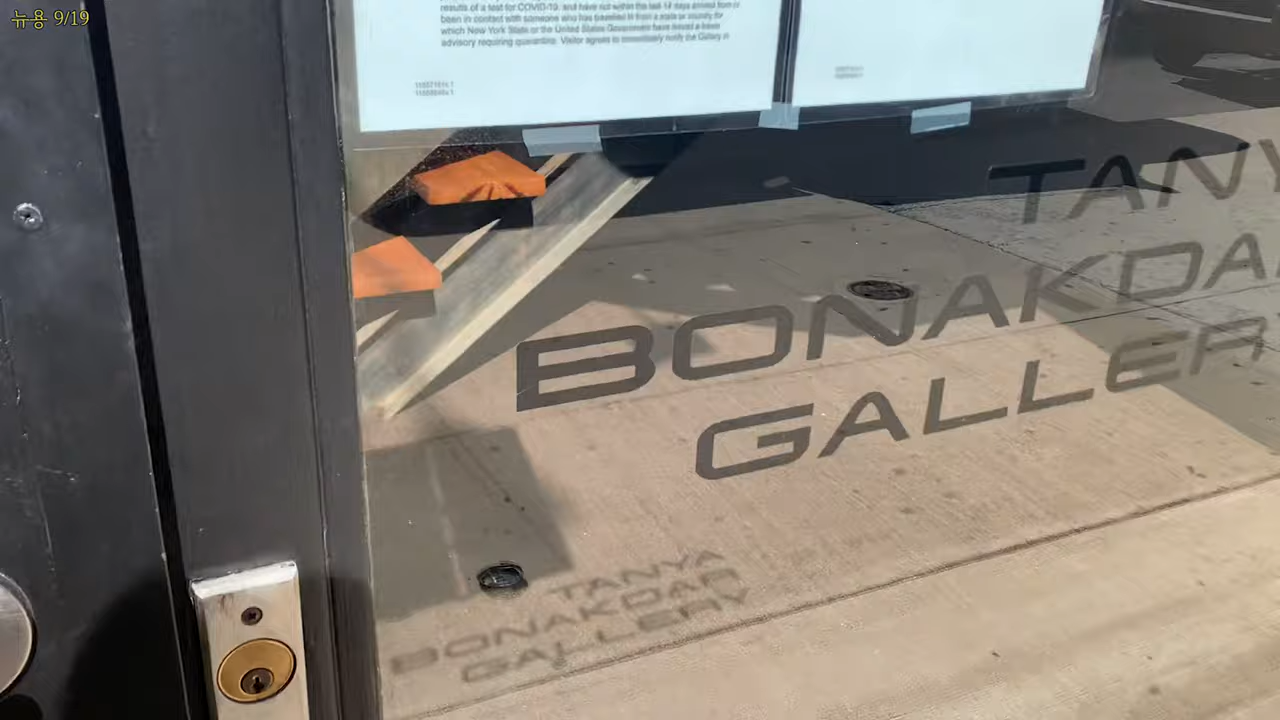 뉴욕 9/19
results of a test for COVID-19, and have not within the last 14 days arrived from or
been in contact with someone who has traveled in from a state or country for
which New York State or the United States Government have issued a travel
advisory requiring quarantine. Visitor agrees to immediately notify the Gallery in
TANY
BONAKDA
GALLER
TANYA
BONAKDAR
GALLERY